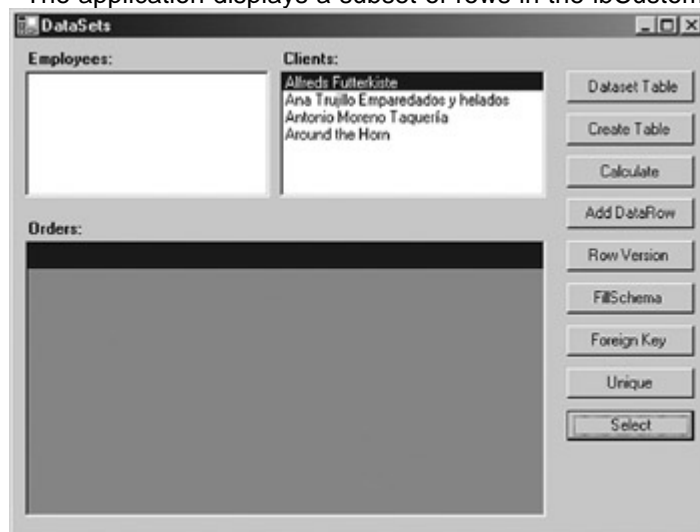 The application displays a subset of rows in the lbCustom
DataSets
Employees:
Clients:
Alfreds Futterkiste
Ana Trujillo Emparedados y helados
Antonio Moreno Taquería
Around the Horn
Dataset Table
Create Table
Calculate
Add DataRow
Row Version
FillSchema
Foreign Key
Unique
Select
Orders: